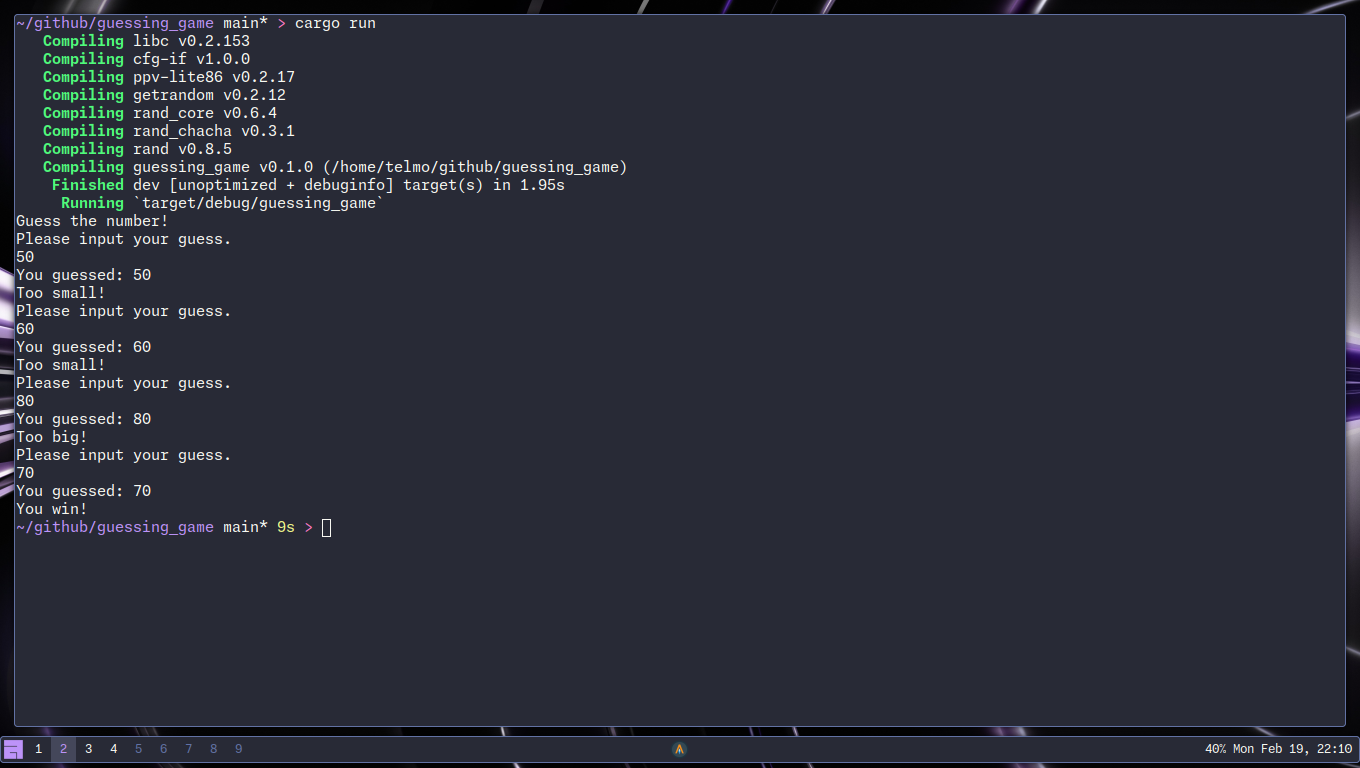 ~/github/guessing_game main* > cargo run
   Compiling libc v0.2.153
   Compiling cfg-if v1.0.0
   Compiling ppv-lite86 v0.2.17
   Compiling getrandom v0.2.12
   Compiling rand_core v0.6.4
   Compiling rand_chacha v0.3.1
   Compiling rand v0.8.5
   Compiling guessing_game v0.1.0 (/home/telmo/github/guessing_game)
    Finished dev [unoptimized + debuginfo] target(s) in 1.95s
     Running `target/debug/guessing_game`
Guess the number!
Please input your guess.
50
You guessed: 50
Too small!
Please input your guess.
60
You guessed: 60
Too small!
Please input your guess.
80
You guessed: 80
Too big!
Please input your guess.
70
You guessed: 70
You win!
~/github/guessing_game main* 9s >
1 2 3 4 5 6 7 8 9 40% Mon Feb 19, 22:10